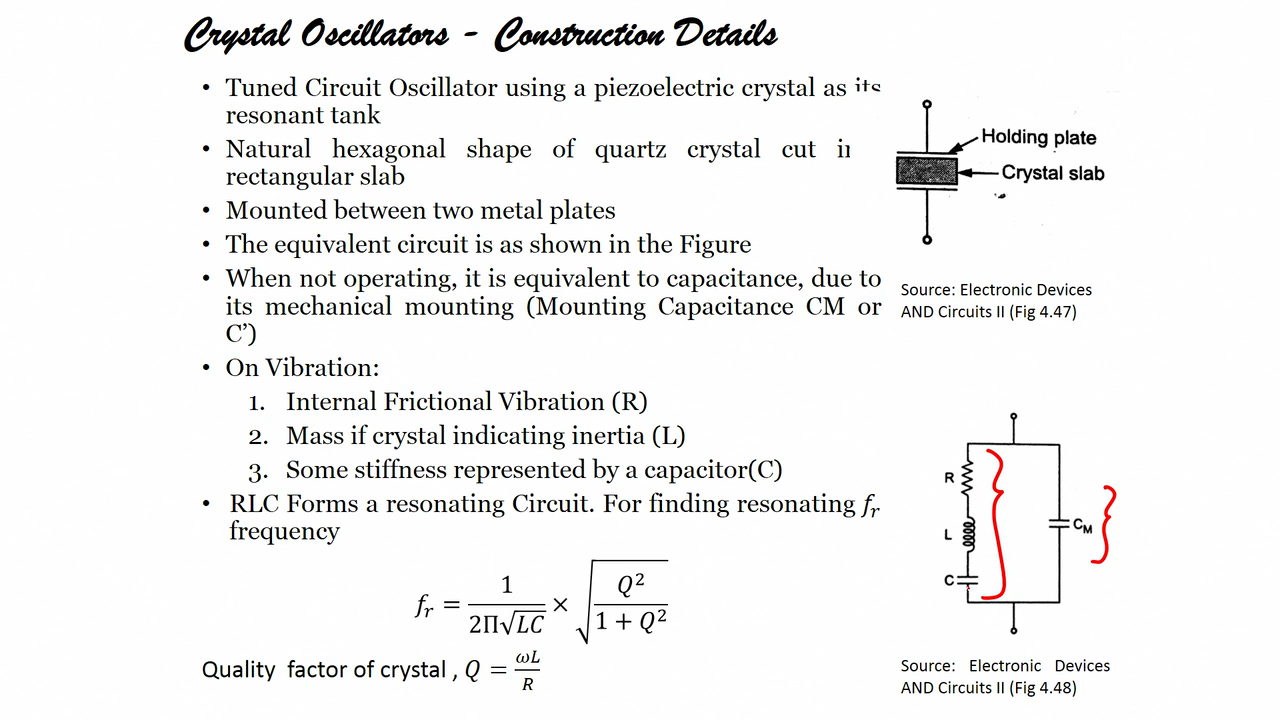 Crystal Oscillators - Construction Details
• Tuned Circuit Oscillator using a piezoelectric crystal as its
resonant tank
• Natural hexagonal shape of quartz crystal cut
rectangular slab
• Mounted between two metal plates
• The equivalent circuit is as shown in the Figure
• When not operating, it is equivalent to capacitance, due to
its mechanical mounting (Mounting Capacitance CM or
C’)
• On Vibration:
1. Internal Frictional Vibration (R)
2. Mass if crystal indicating inertia (L)
3. Some stiffness represented by a capacitor(C)
• RLC Forms a resonating Circuit. For finding resonating fr
frequency
fr = 1 / 2Π√LC × √(Q² / 1 + Q²)
Quality factor of crystal , Q = ωL / R
Holding plate
Crystal slab
Source: Electronic Devices
AND Circuits II (Fig 4.47)
R
L
C
CM
Source: Electronic Devices
AND Circuits II (Fig 4.48)